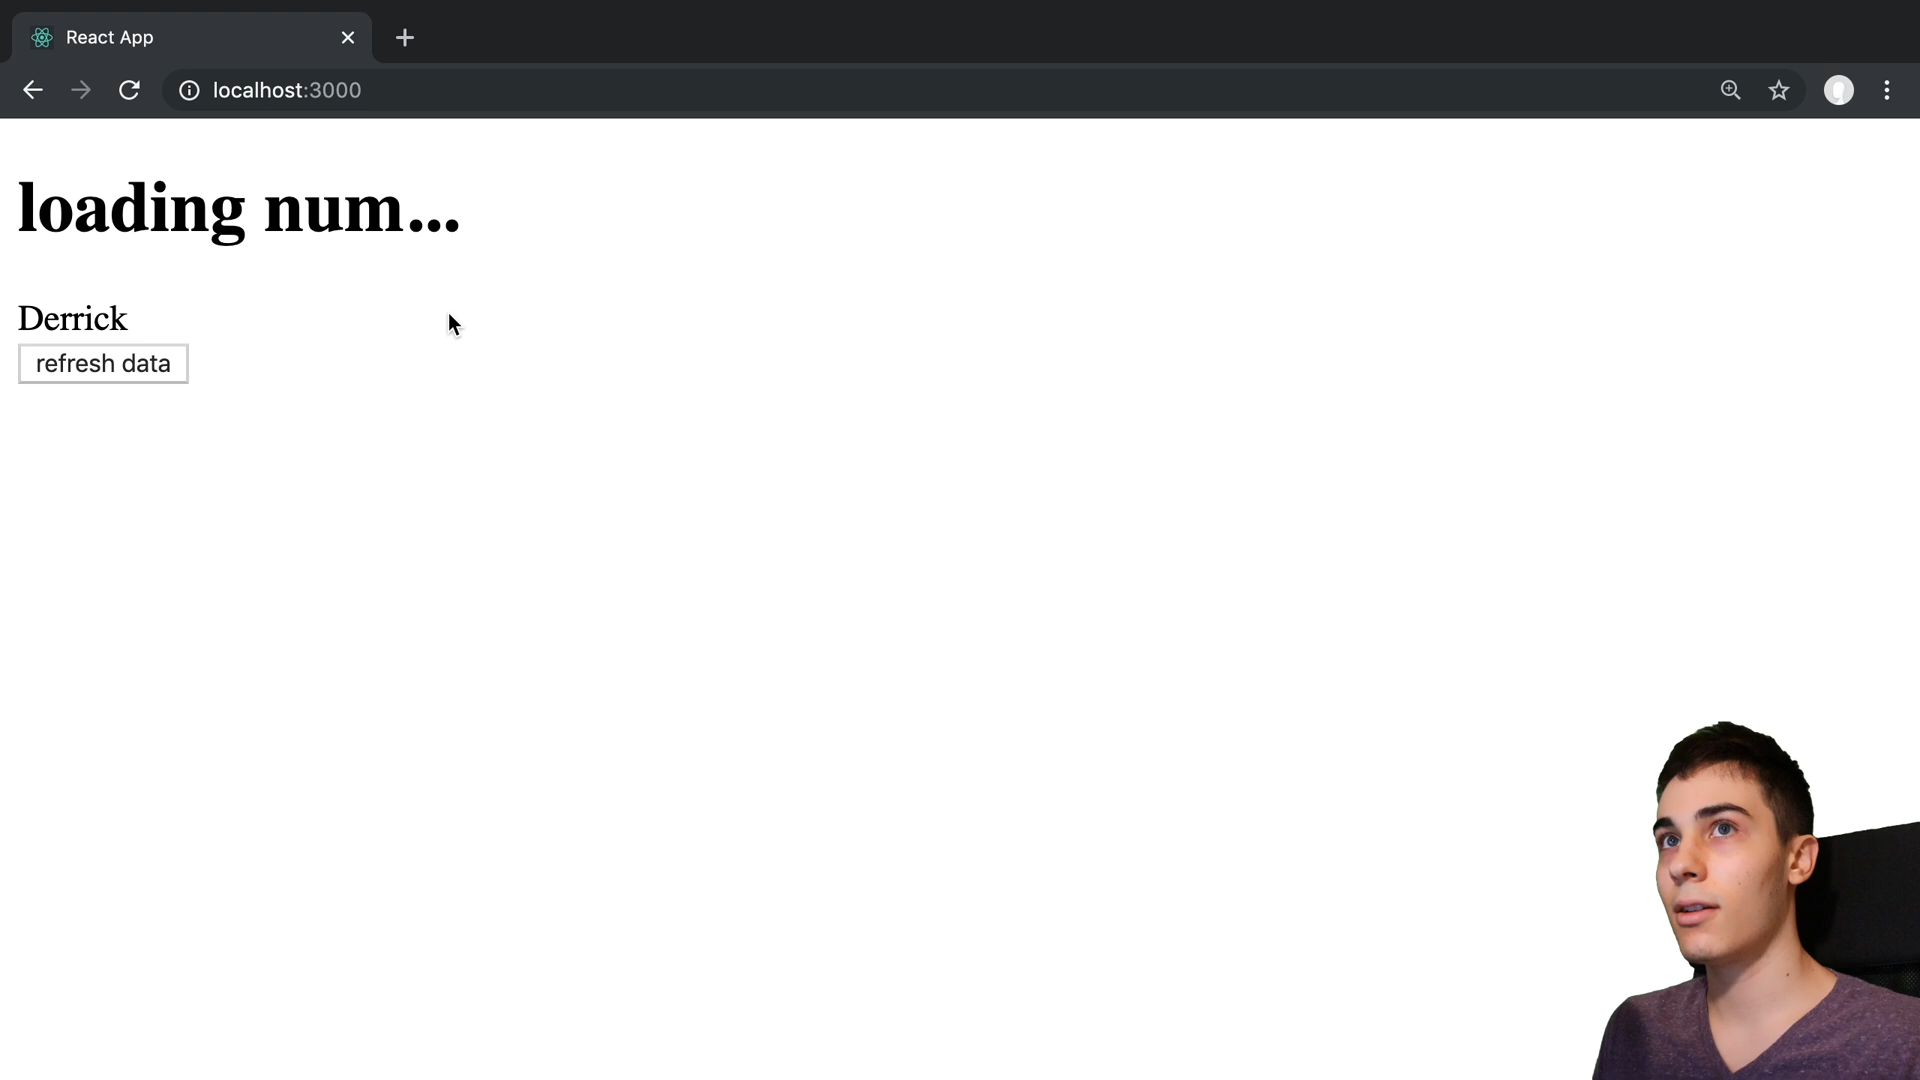 React App
localhost:3000
loading num...
Derrick
refresh data